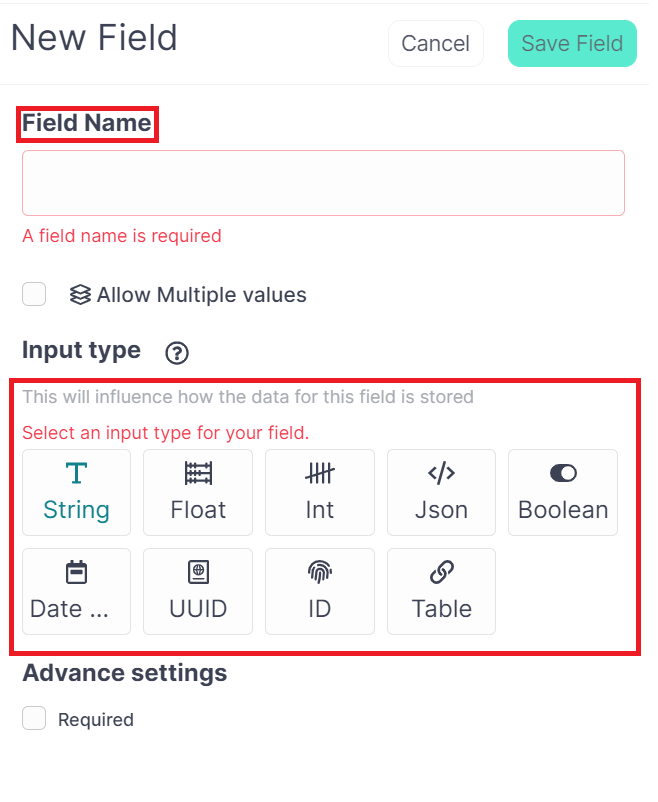 New Field
Cancel
Save Field
Field Name
A field name is required
Allow Multiple values
Input type ?
This will influence how the data for this field is stored
Select an input type for your field.
String
Float
Int
Json
Boolean
Date ...
UUID
ID
Table
Advance settings
Required